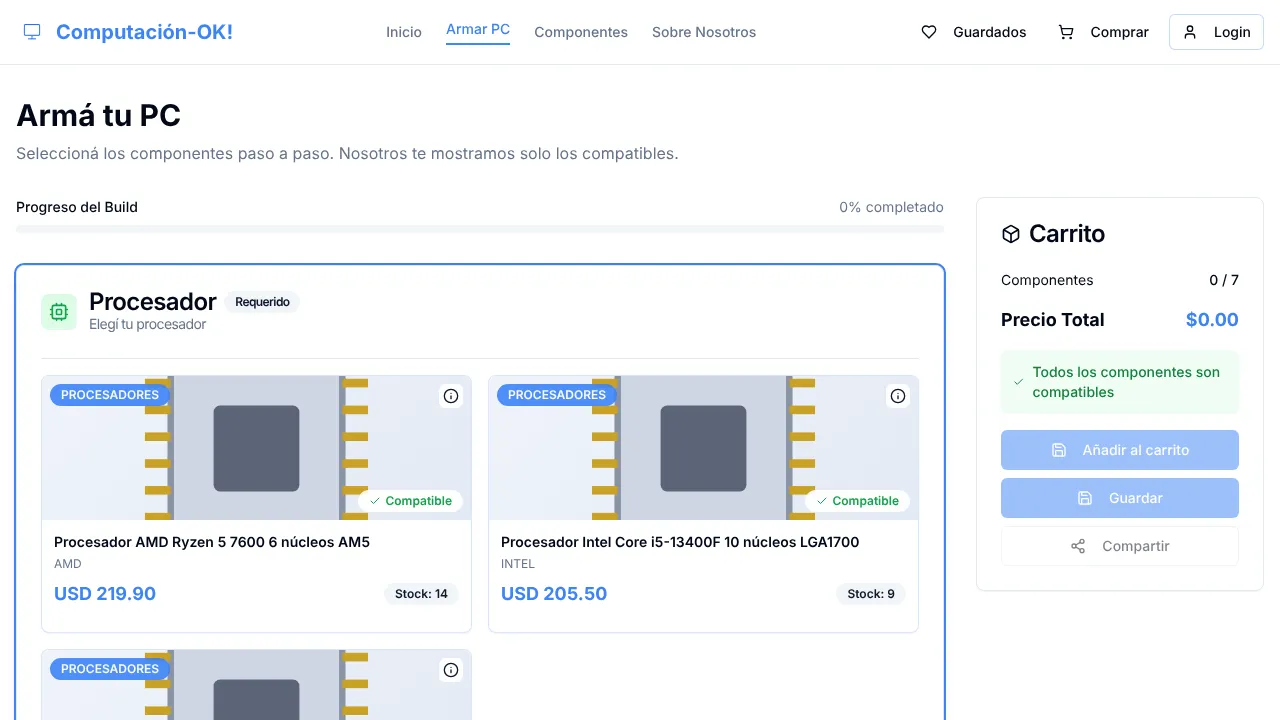 Computación-OK!
Inicio
Armar PC
Componentes
Sobre Nosotros
Guardados
Comprar
Login
Armá tu PC
Seleccioná los componentes paso a paso. Nosotros te mostramos solo los compatibles.
Progreso del Build
0% completado
Procesador
Requerido
Elegí tu procesador
PROCESADORES
Compatible
Procesador AMD Ryzen 5 7600 6 núcleos AM5
AMD
USD 219.90
Stock: 14
PROCESADORES
Compatible
Procesador Intel Core i5-13400F 10 núcleos LGA1700
INTEL
USD 205.50
Stock: 9
PROCESADORES
Carrito
Componentes
0 / 7
Precio Total
$0.00
Todos los componentes son
compatibles
Añadir al carrito
Guardar
Compartir